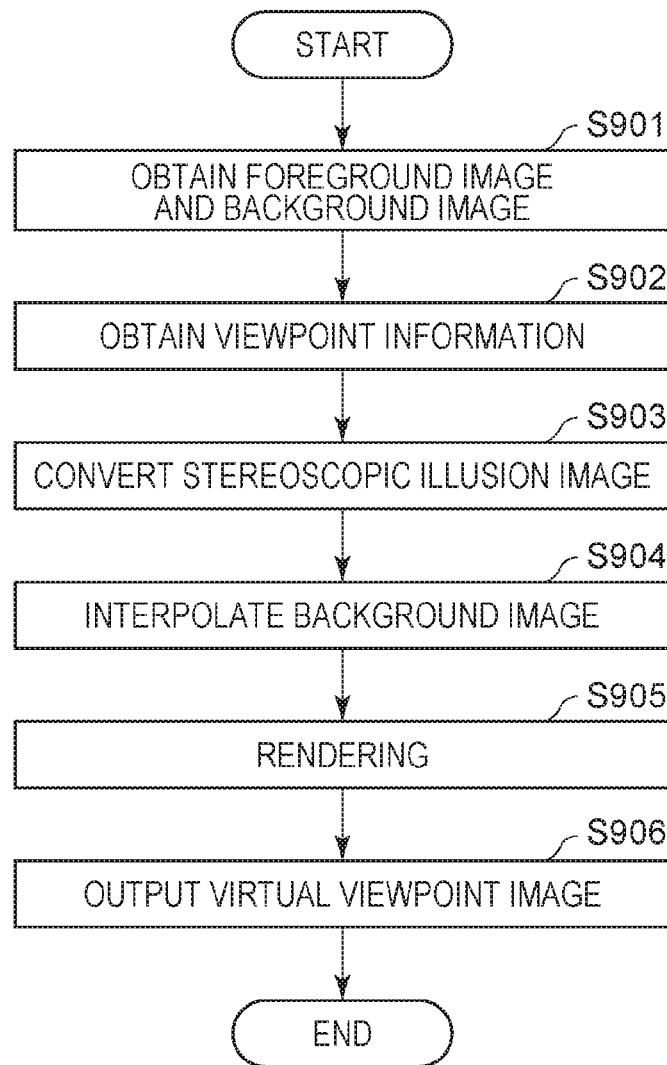 START
S901
OBTAIN FOREGROUND IMAGE
AND BACKGROUND IMAGE
S902
OBTAIN VIEWPOINT INFORMATION
S903
CONVERT STEREOSCOPIC ILLUSION IMAGE
S904
INTERPOLATE BACKGROUND IMAGE
S905
RENDERING
S906
OUTPUT VIRTUAL VIEWPOINT IMAGE
END